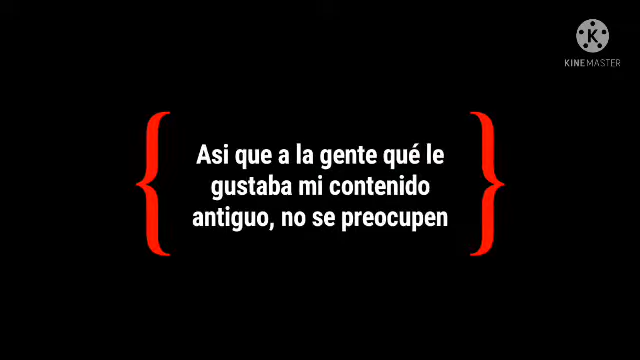 KINEMASTER
Asi que a la gente qué le
gustaba mi contenido
antiguo, no se preocupen